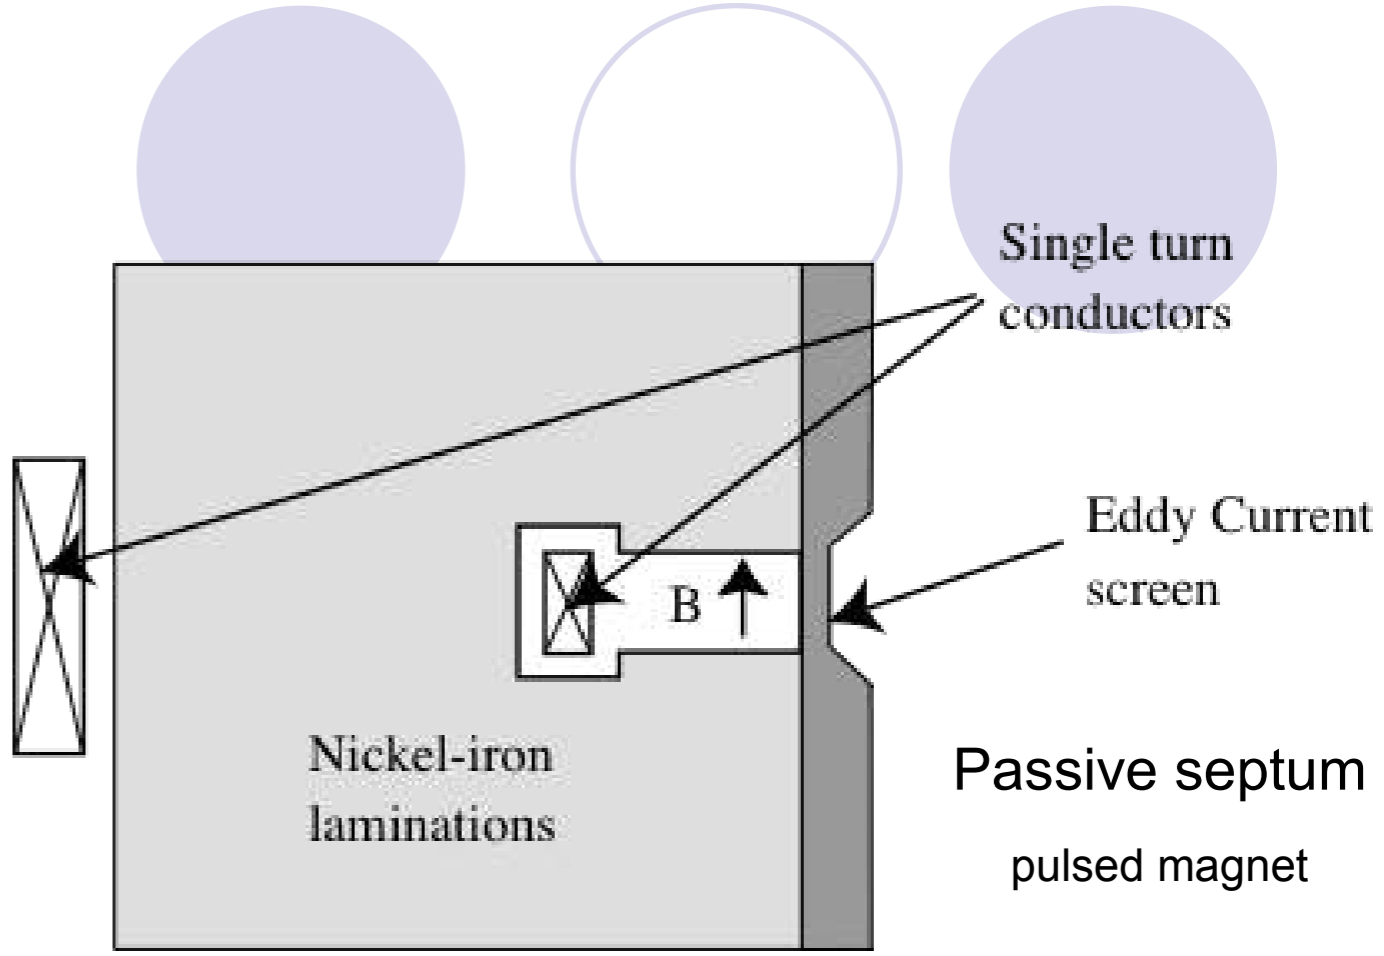 Single turn
conductors
Eddy Current
screen
B
Nickel-iron
laminations
Passive septum
pulsed magnet